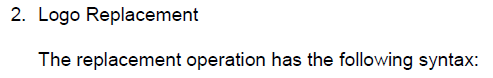 2. Logo Replacement
The replacement operation has the following syntax: